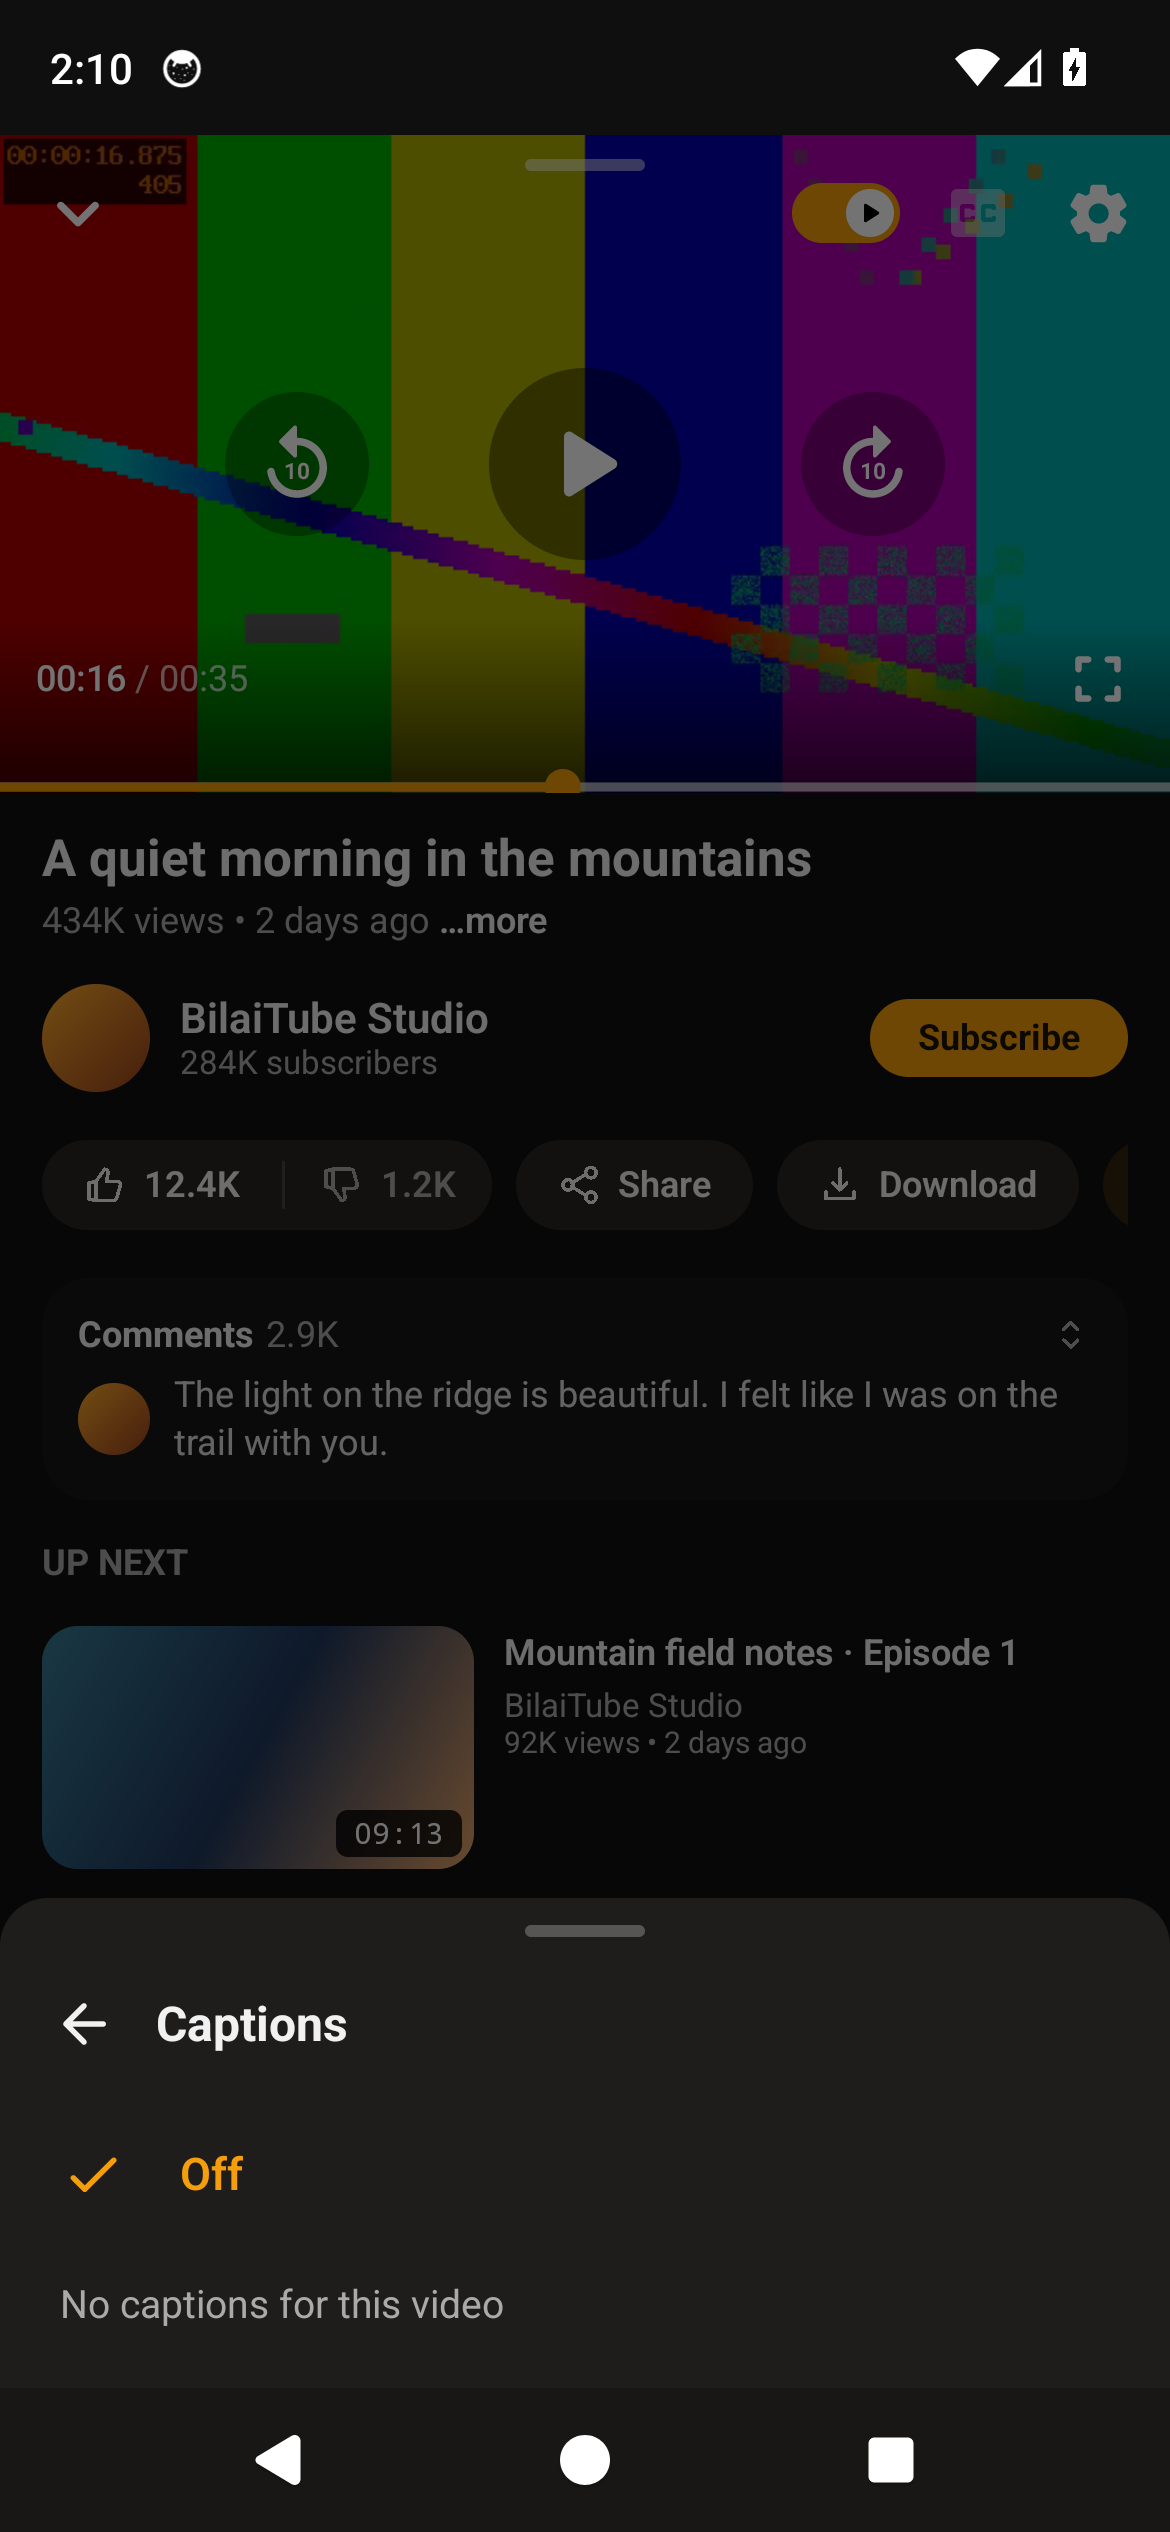 2:10
00:00:16.875
405
CC
10
10
00:16 / 00:35
A quiet morning in the mountains
434K views • 2 days ago ...more
BilaiTube Studio
284K subscribers
Subscribe
12.4K
1.2K
Share
Download
Comments 2.9K
The light on the ridge is beautiful. I felt like I was on the
trail with you.
UP NEXT
Mountain field notes · Episode 1
BilaiTube Studio
92K views • 2 days ago
09:13
Captions
Off
No captions for this video